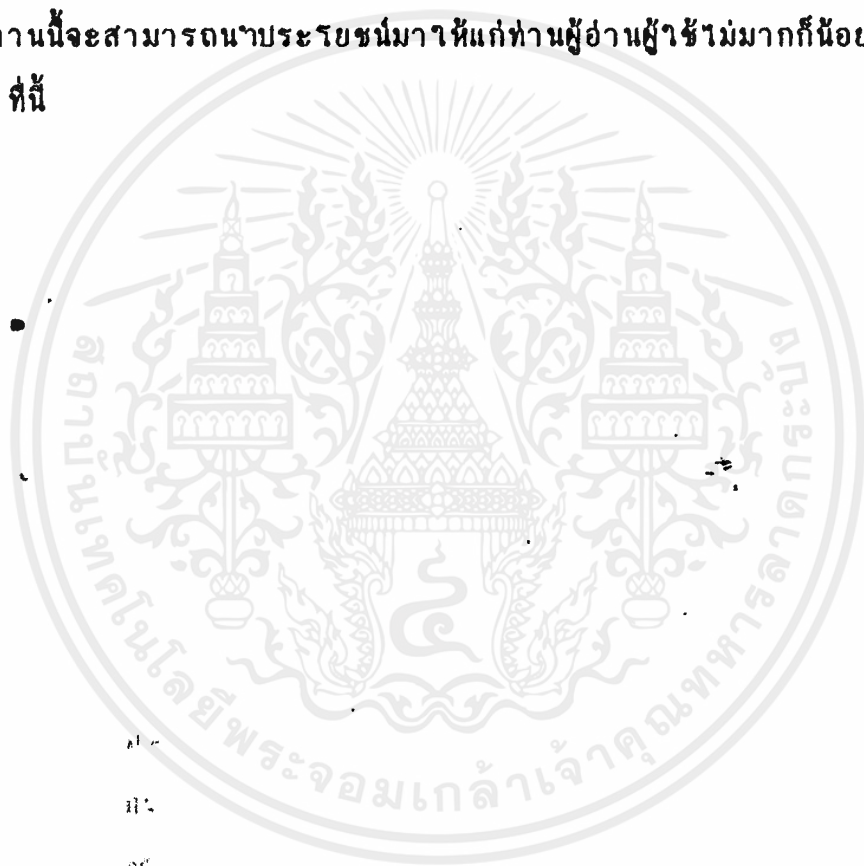 านนี้จะสามารถนำประโยชน์มาให้แก่ท่านผู้อ่านผู้ใช้ไม่มากก็น้อย
ที่นี้
สถาบันเทคโนโลยีพระจอมเกล้าเจ้าคุณทหารลาดกระบัง